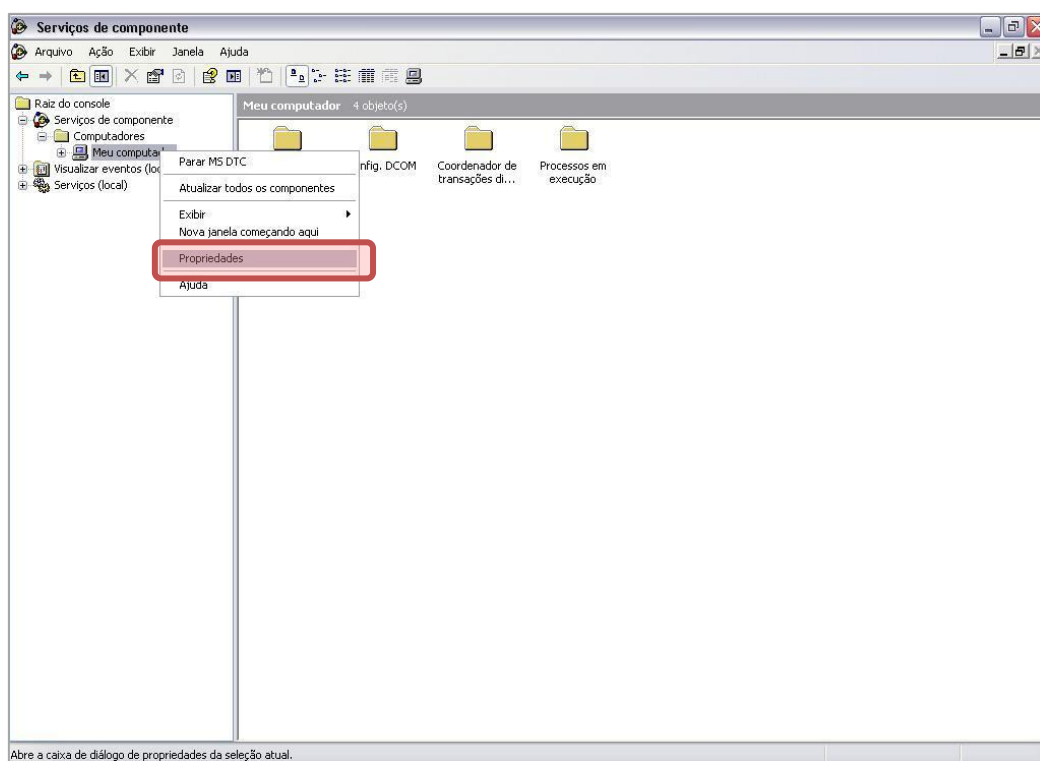 Serviços de componente
Arquivo Ação Exibir Janela Ajuda
Raiz do console
Serviços de componente
Computadores
Meu computa
Visualizar eventos (loc
Serviços (local)
Meu computador 4 objeto(s)
nfig. DCOM
Coordenador de
transações di...
Processos em
execução
Parar MS DTC
Atualizar todos os componentes
Exibir
Nova janela começando aqui
Propriedades
Ajuda
Abre a caixa de diálogo de propriedades da seleção atual.